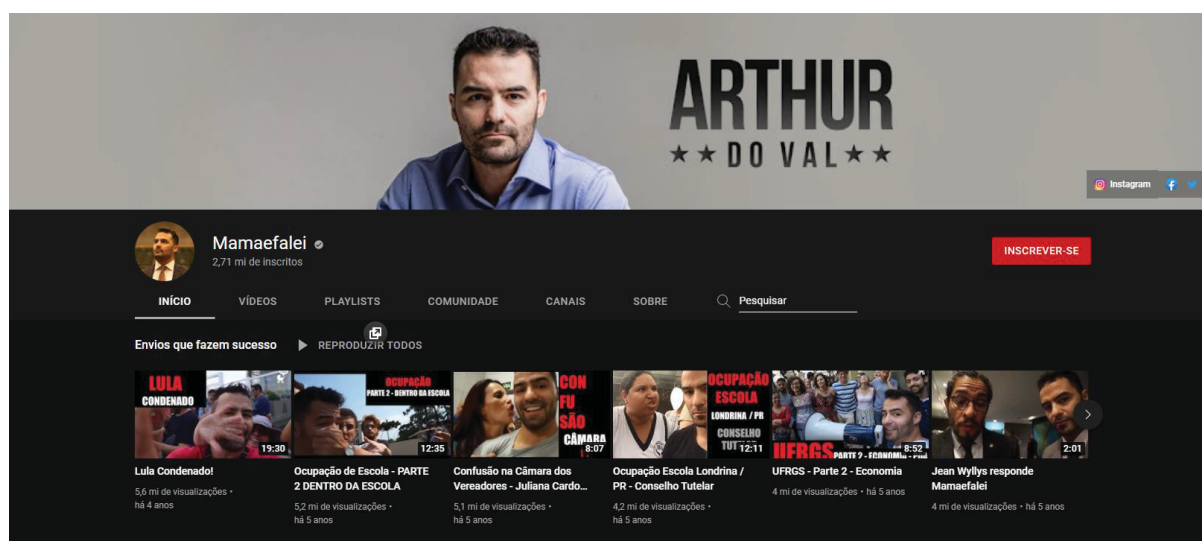 ARTHUR
★★ DO VAL ★★
Instagram
Mamaefalei
2,71 mi de inscritos
INSCREVER-SE
INÍCIO VÍDEOS PLAYLISTS COMUNIDADE CANAIS SOBRE Pesquisar
Envios que fazem sucesso REPRODUZIR TODOS
LULA
CONDENADO
19:30
Lula Condenado!
5,6 mi de visualizações •
há 4 anos
OCUPAÇÃO
PARTE 2 - DENTRO DA ESCOLA
12:35
Ocupação de Escola - PARTE
2 DENTRO DA ESCOLA
5,2 mi de visualizações •
há 5 anos
CON
FU
SÃO
CÂMARA
8:07
Confusão na Câmara dos
Vereadores - Juliana Cardo...
5,1 mi de visualizações •
há 5 anos
OCUPAÇÃO
ESCOLA
LONDRINA / PR
CONSELHO
12:11
Ocupação Escola Londrina /
PR - Conselho Tutelar
4,2 mi de visualizações •
há 5 anos
UFRGS PARTE 2 -
8:52
UFRGS - Parte 2 - Economia
4 mi de visualizações • há 5 anos
2:01
Jean Wyllys responde
Mamaefalei
4 mi de visualizações • há 5 anos